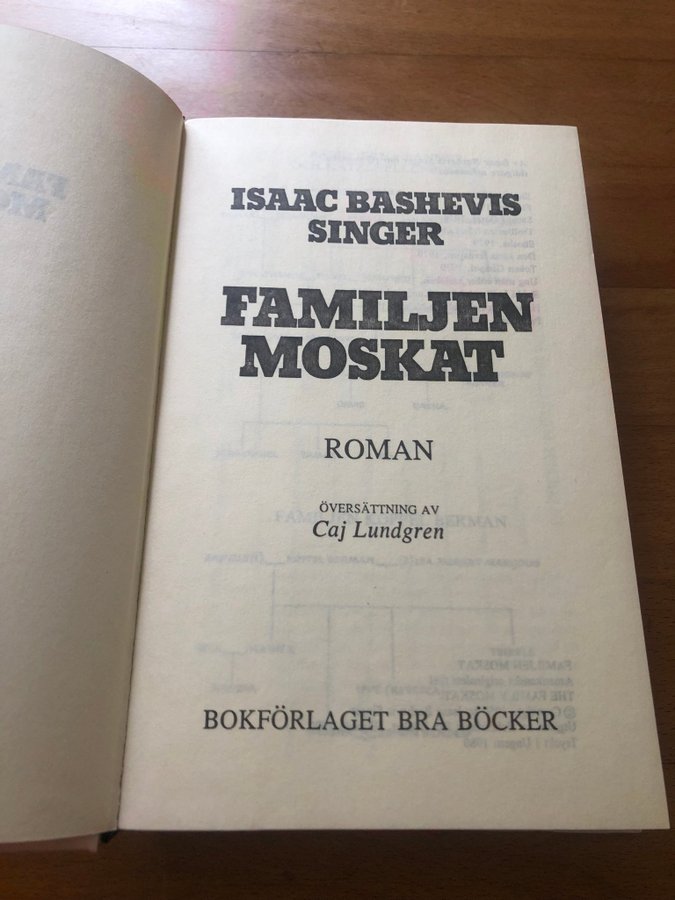 ISAAC BASHEVIS
SINGER
FAMILJEN
MOSKAT
ROMAN
ÖVERSÄTTNING AV
Caj Lundgren
BOKFÖRLAGET BRA BÖCKER